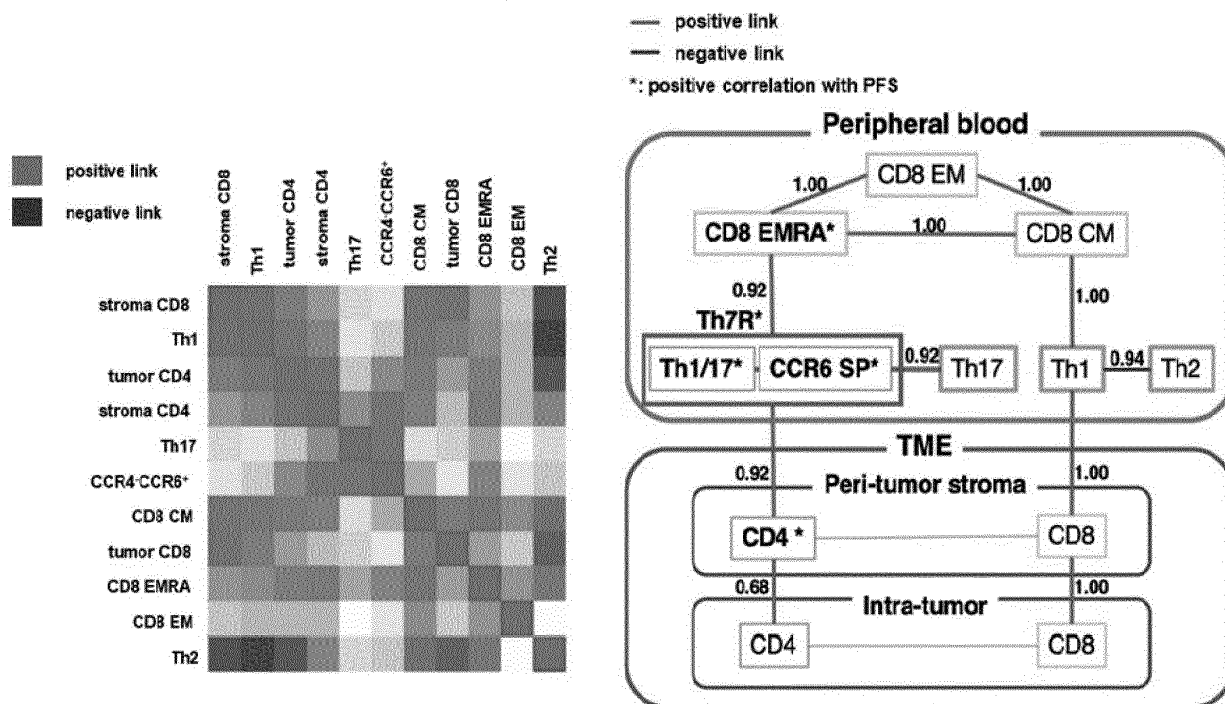 positive link
negative link
stroma CD8
Th1
tumor CD4
stroma CD4
Th17
CCR4-CCR6+
CD8 CM
tumor CD8
CD8 EMRA
CD8 EM
Th2
stroma CD8
Th1
tumor CD4
stroma CD4
Th17
CCR4-CCR6+
CD8 CM
tumor CD8
CD8 EMRA
CD8 EM
Th2
positive link
negative link
*: positive correlation with PFS
Peripheral blood
CD8 EM
1.00 1.00
CD8 EMRA* 1.00 CD8 CM
0.92 1.00
Th7R*
Th1/17* CCR6 SP* 0.92 Th17 Th1 0.94 Th2
TME
0.92 1.00
Peri-tumor stroma
CD4 * CD8
0.68 1.00
Intra-tumor
CD4 CD8